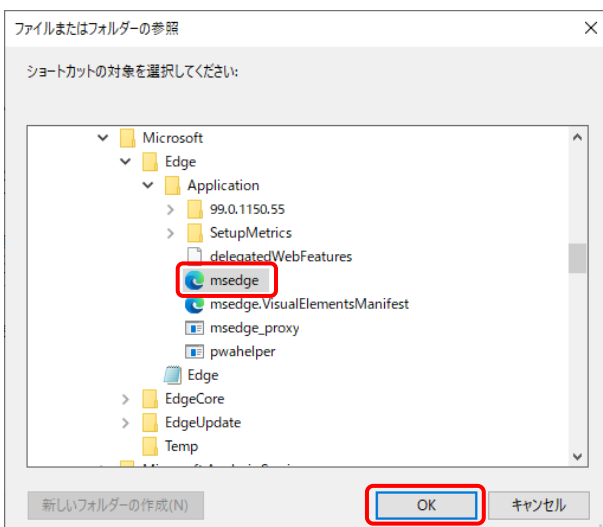 ファイルまたはフォルダーの参照
ショートカットの対象を選択してください:
Microsoft
Edge
Application
99.0.1150.55
SetupMetrics
delegatedWebFeatures
msedge
msedge.VisualElementsManifest
msedge_proxy
pwahelper
Edge
EdgeCore
EdgeUpdate
Temp
新しいフォルダーの作成(N)
OK
キャンセル